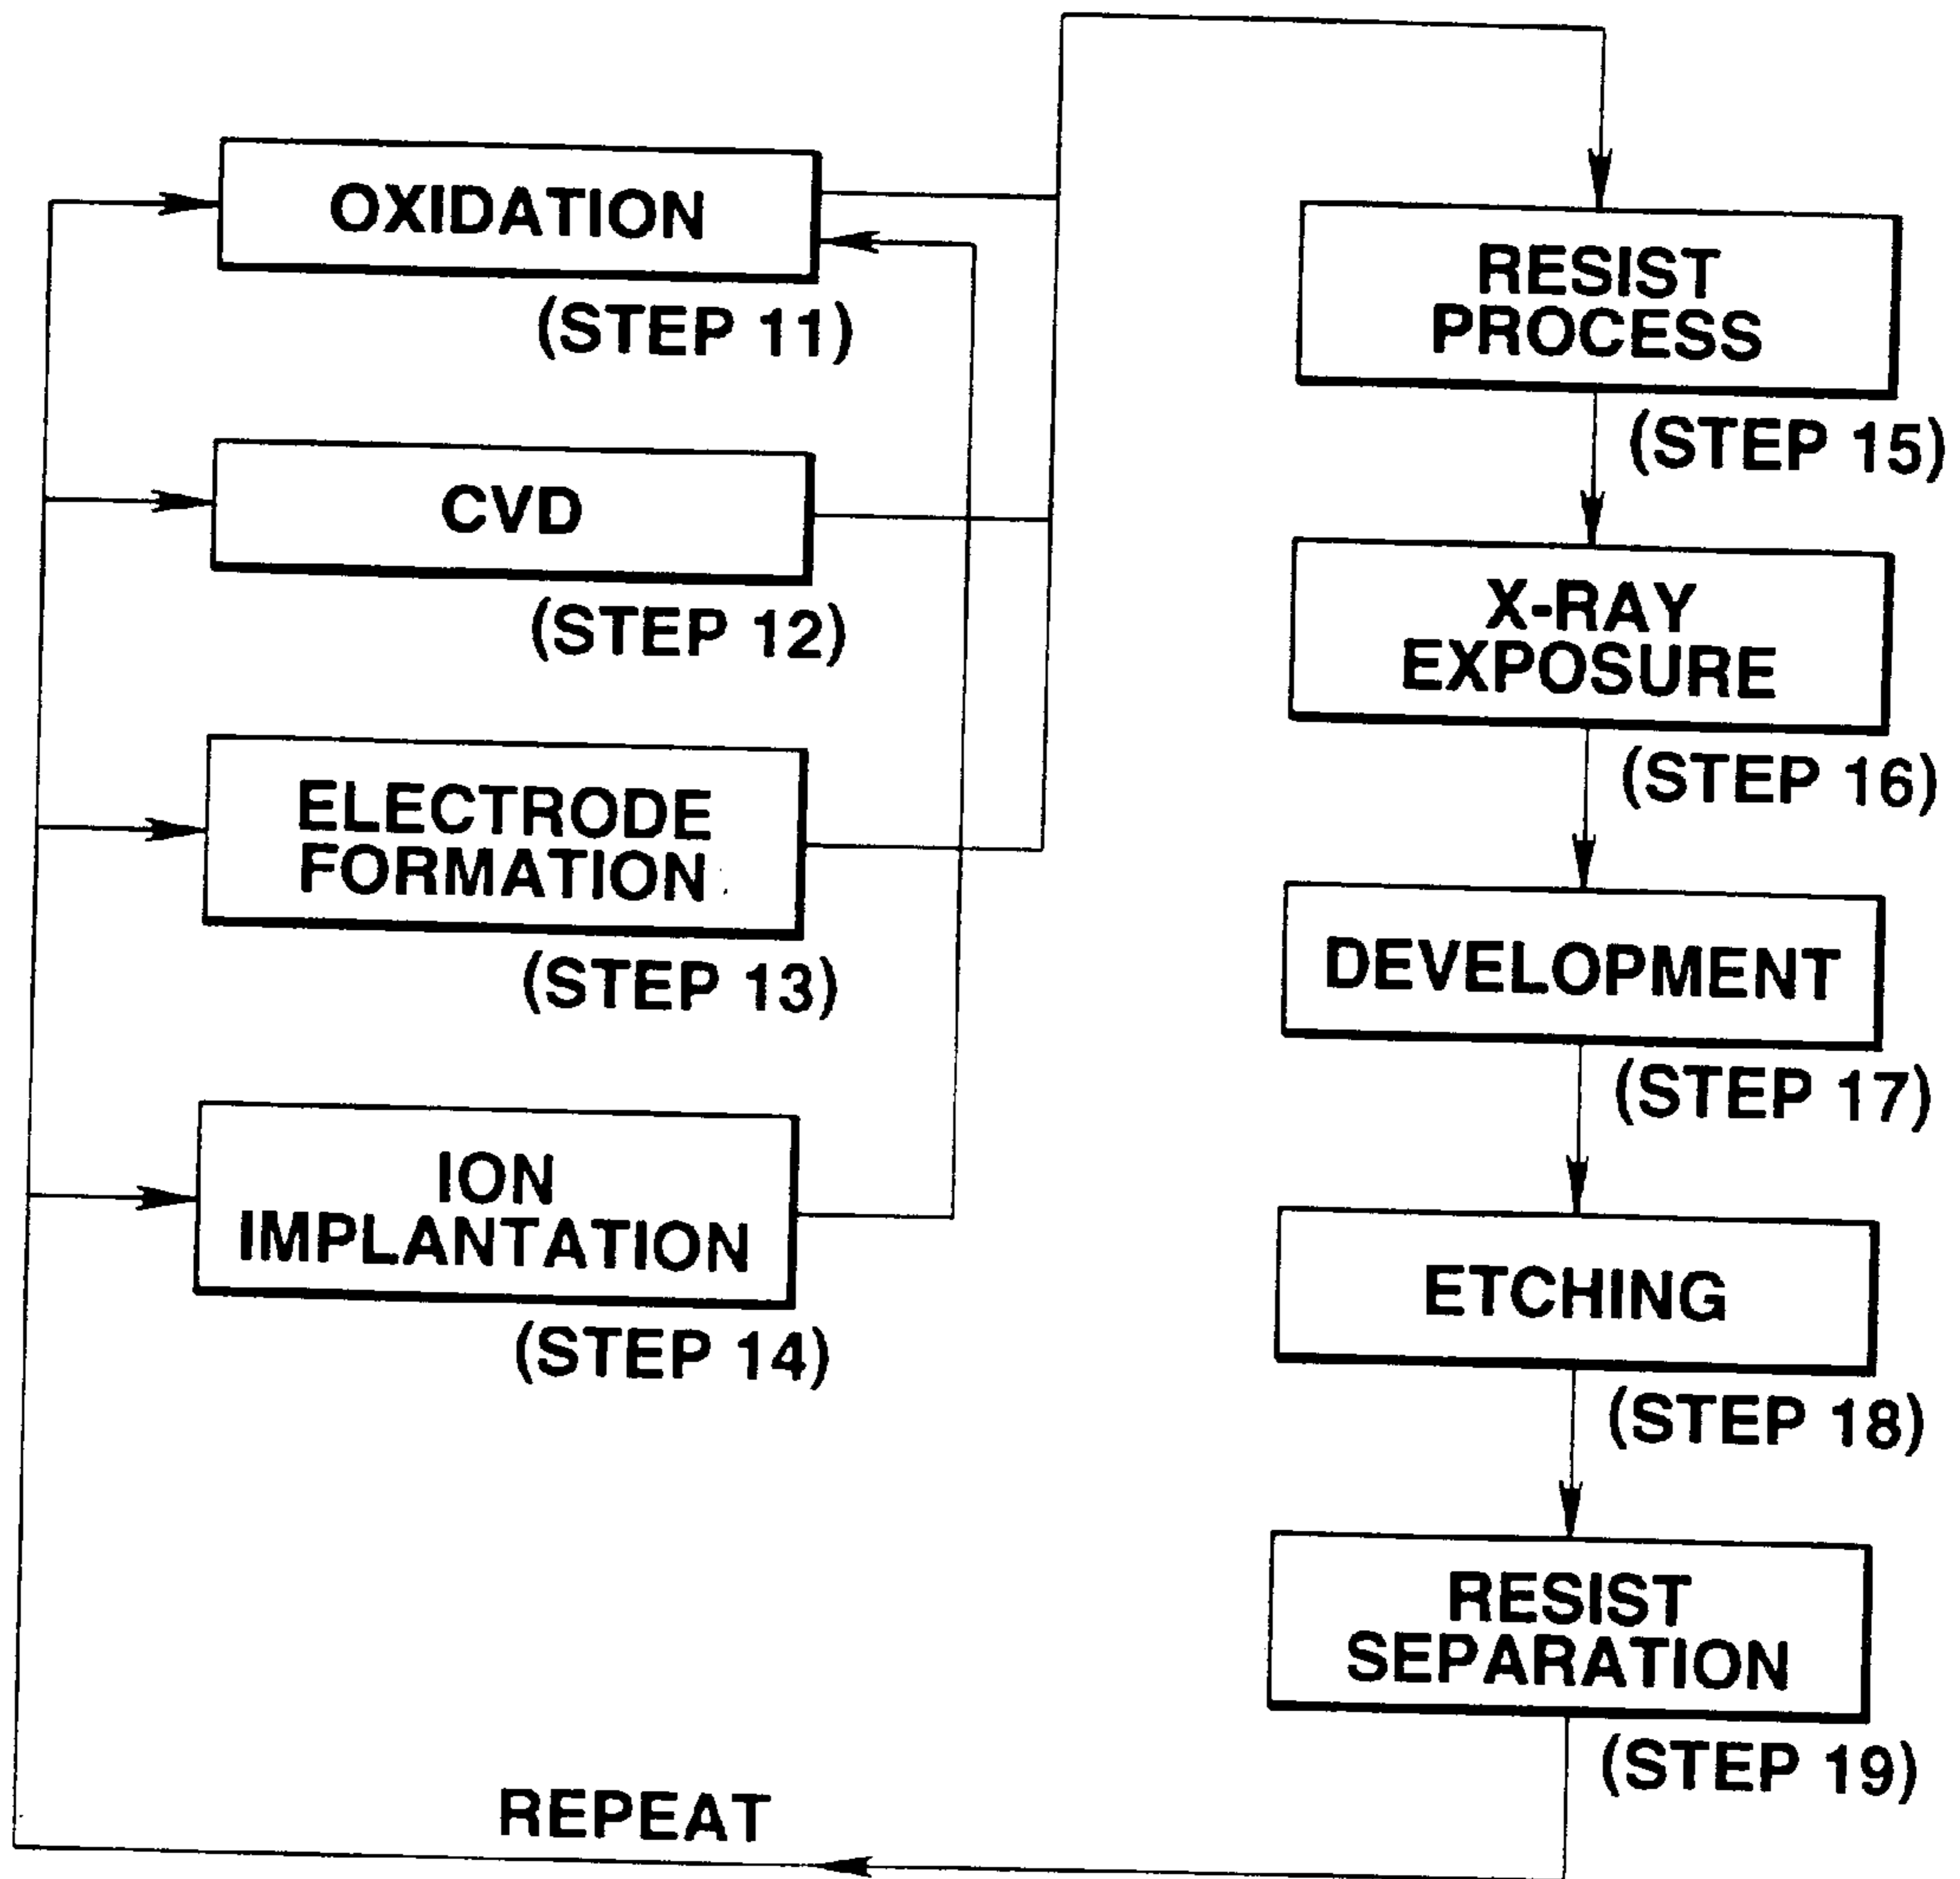 OXIDATION
(STEP 11)
CVD
(STEP 12)
ELECTRODE
FORMATION
(STEP 13)
ION
IMPLANTATION
(STEP 14)
RESIST
PROCESS
(STEP 15)
X-RAY
EXPOSURE
(STEP 16)
DEVELOPMENT
(STEP 17)
ETCHING
(STEP 18)
RESIST
SEPARATION
(STEP 19)
REPEAT